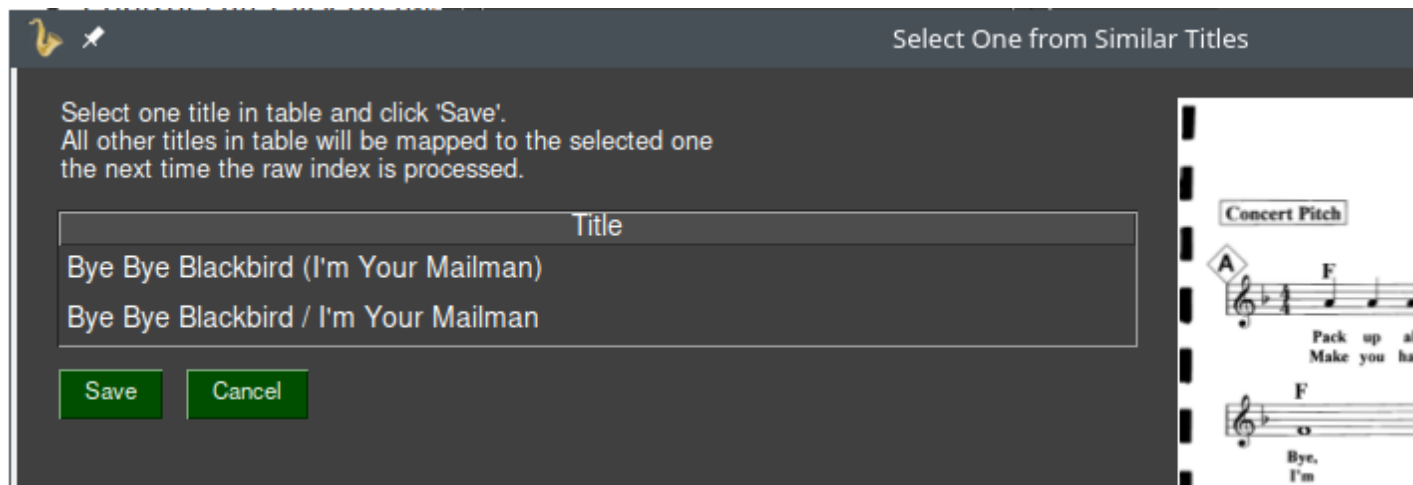 Select One from Similar Titles
Select one title in table and click 'Save'.
All other titles in table will be mapped to the selected one
the next time the raw index is processed.
Title
Bye Bye Blackbird (I'm Your Mailman)
Bye Bye Blackbird / I'm Your Mailman
Save Cancel
Concert Pitch
A
F
4
4
Pack up
Make you
F
Bye,
I'm